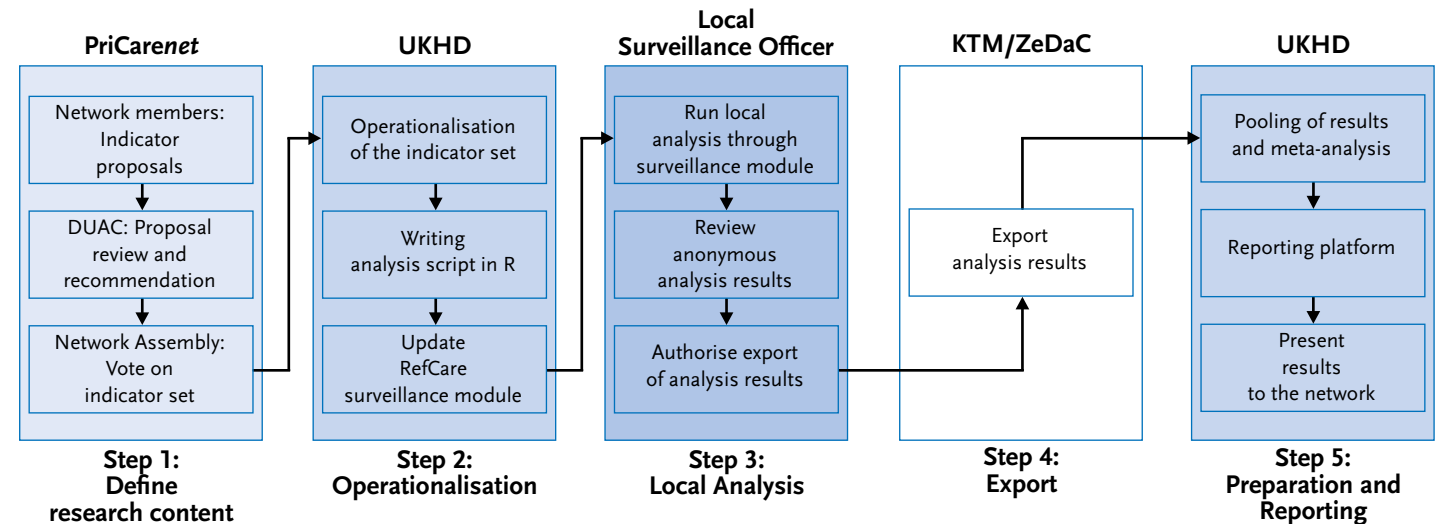 PriCarenet
Network members:
Indicator
proposals
DUAC: Proposal
review and
recommendation
Network Assembly:
Vote on
indicator set
Step 1:
Define
research content
UKHD
Operationalisation
of the indicator set
Writing
analysis script in R
Update
RefCare
surveillance module
Step 2:
Operationalisation
Local
Surveillance Officer
Run local
analysis through
surveillance module
Review
anonymous
analysis results
Authorise export
of analysis results
Step 3:
Local Analysis
KTM/ZeDaC
Export
analysis results
Step 4:
Export
UKHD
Pooling of results
and meta-analysis
Reporting platform
Present
results
to the network
Step 5:
Preparation and
Reporting